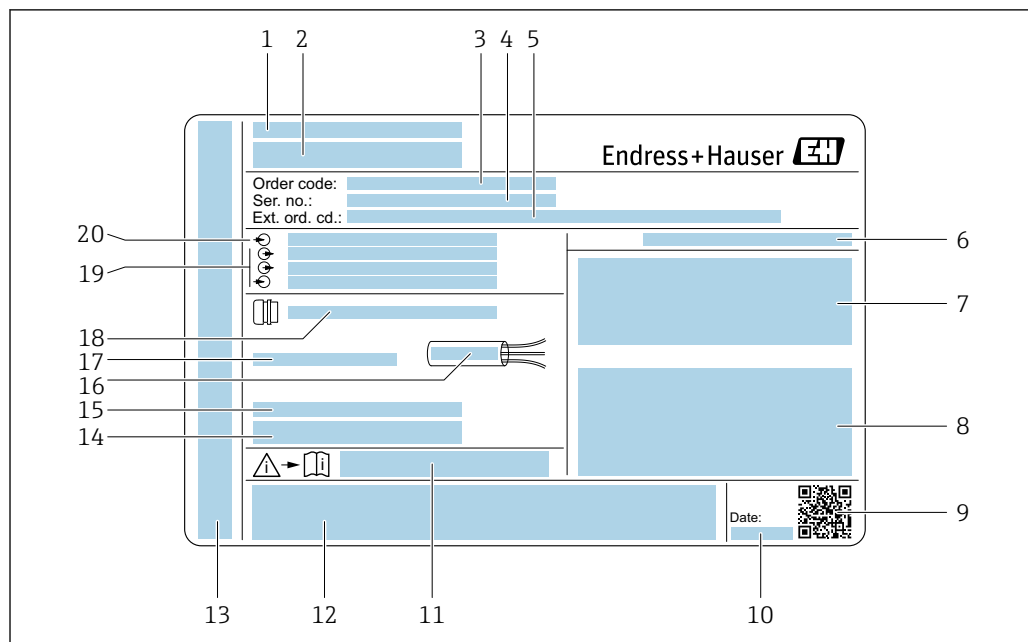 1 2 3 4 5
Endress+Hauser EH
Order code:
Ser. no.:
Ext. ord. cd.:
20
19
6
7
18
17
16
15
14
8
i i
9
Date:
13 12 11 10